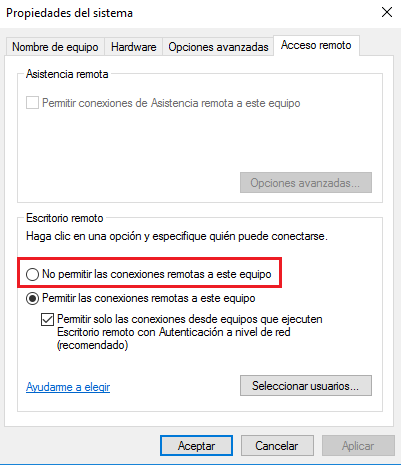 Propiedades del sistema
Nombre de equipo
Hardware
Opciones avanzadas
Acceso remoto
Asistencia remota
Permitir conexiones de Asistencia remota a este equipo
Opciones avanzadas...
Escritorio remoto
Haga clic en una opción y especifique quién puede conectarse.
No permitir las conexiones remotas a este equipo
Permitir las conexiones remotas a este equipo
Permitir solo las conexiones desde equipos que ejecuten
Escritorio remoto con Autenticación a nivel de red
(recomendado)
Ayudarme a elegir
Seleccionar usuarios...
Aceptar
Cancelar
Aplicar